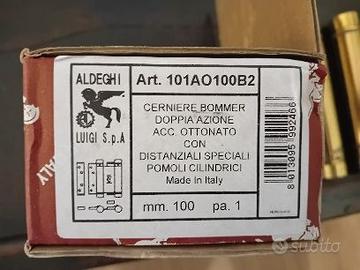 ALDEGHI
LUIGI S.p.A
Art. 101AO100B2
CERNIERE BOMMER
DOPPIA AZIONE
ACC. OTTONATO
CON
DISTANZIALI SPECIALI
POMOLI CILINDRICI
Made in Italy
mm. 100 pa. 1
8 013095 992466
ALY
subito